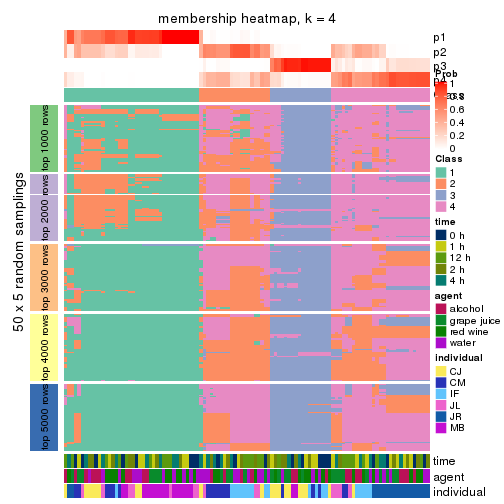 membership heatmap, k = 4
p1
p2
p3
p4
Prob
1
0.8
0.6
0.4
0.2
0
Class
1
2
3
4
time
0 h
1 h
12 h
2 h
4 h
agent
alcohol
grape juice
red wine
water
individual
CJ
CM
IF
JL
JR
MB
50 x 5 random samplings
top 1000 rows
top 2000 rows
top 3000 rows
top 4000 rows
top 5000 rows
time
agent
individual